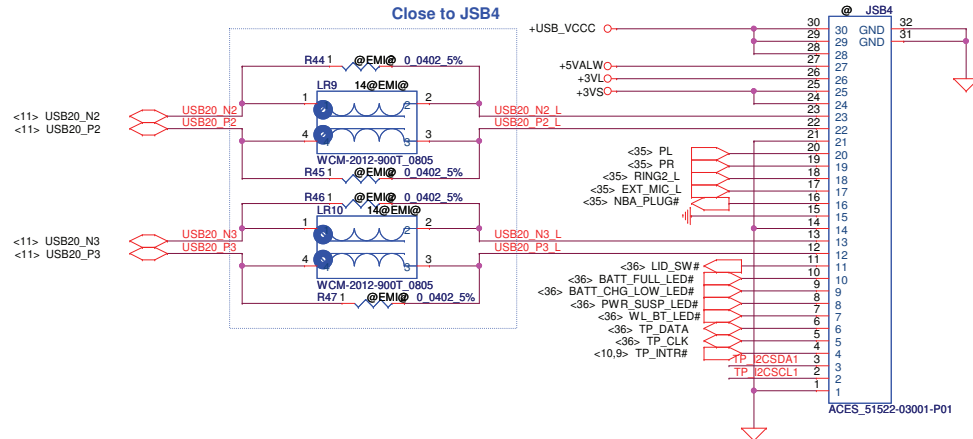 Close to JSB4
R44 1 @EMI@ 2 0_0402_5%
LR9 14@EMI@
1 2
4 3
WCM-2012-900T_0805
R45 1 @EMI@ 2 0_0402_5%
<11> USB20_N2 USB20_N2 USB20_N2_L
<11> USB20_P2 USB20_P2 USB20_P2_L
R46 1 @EMI@ 2 0_0402_5%
LR10 14@EMI@
1 2
4 3
WCM-2012-900T_0805
R47 1 @EMI@ 2 0_0402_5%
<11> USB20_N3 USB20_N3 USB20_N3_L
<11> USB20_P3 USB20_P3 USB20_P3_L
@ JSB4
+USB_VCCC 30 30 GND 32
29 29 GND 31
28 28
+5VALW 27 27
+3VL 26 26
+3VS 25 25
24 24
23 23
22 22
21 21
<35> PL 20 20
<35> PR 19 19
<35> RING2_L 18 18
<35> EXT_MIC_L 17 17
<35> NBA_PLUG# 16 16
15 15
14 14
13 13
12 12
<36> LID_SW# 11 11
<36> BATT_FULL_LED# 10 10
<36> BATT_CHG_LOW_LED# 9 9
<36> PWR_SUSP_LED# 8 8
<36> WL_BT_LED# 7 7
<36> TP_DATA 6 6
<36> TP_CLK 5 5
<10,9> TP_INTR# 4 4
TP_I2CSDA1 3 3
TP_I2CSCL1 2 2
1 1
ACES_51522-03001-P01